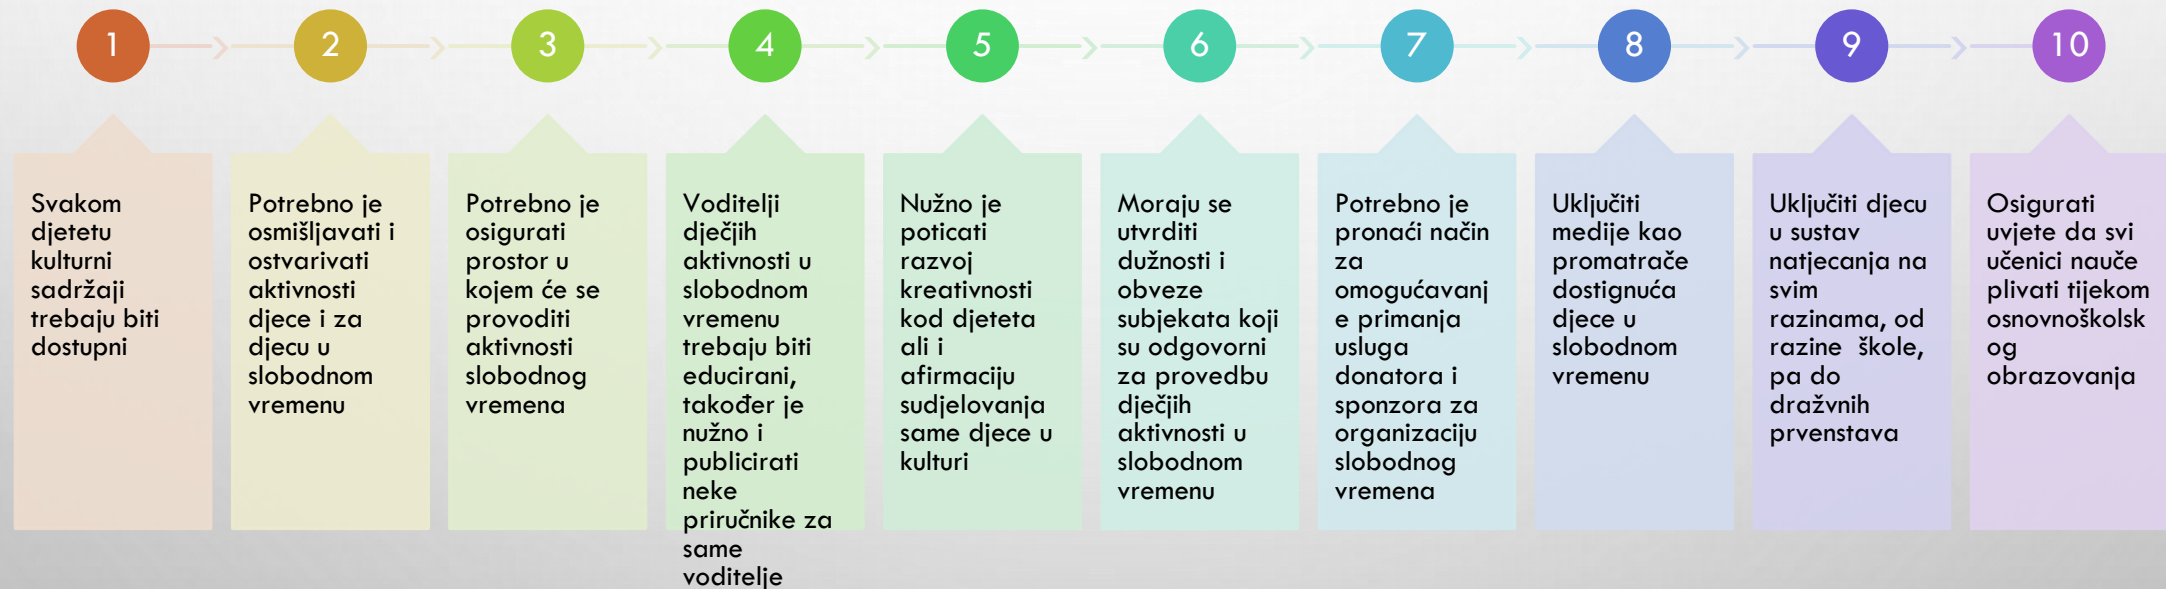 1
2
3
4
5
6
7
8
9
10
Svakom
djetetu
kulturni
sadržaji
trebaju biti
dostupni
Potrebno je
osmišljavati i
ostvarivati
aktivnosti
djece i za
djecu u
slobodnom
vremenu
Potrebno je
osigurati
prostor u
kojem će se
provoditi
aktivnosti
slobodnog
vremena
Voditelji
dječjih
aktivnosti u
slobodnom
vremenu
trebaju biti
educirani,
također je
nužno i
publicirati
neke
priručnike za
same
voditelje
Nužno je
poticati
razvoj
kreativnosti
kod djeteta
ali i
afirmaciju
sudjelovanja
same djece u
kulturi
Moraju se
utvrditi
dužnosti i
obveze
subjekata koji
su odgovorni
za provedbu
dječjih
aktivnosti u
slobodnom
vremenu
Potrebno je
pronaći način
za
omogućavanj
e primanja
usluga
donatora i
sponzora za
organizaciju
slobodnog
vremena
Uključiti
medije kao
promatrače
dostignuća
djece u
slobodnom
vremenu
Uključiti djecu
u sustav
natjecanja na
svim
razinama, od
razine  škole,
pa do
dražvnih
prvenstava
Osigurati
uvjete da svi
učenici nauče
plivati tijekom
osnovnoškolsk
og
obrazovanja